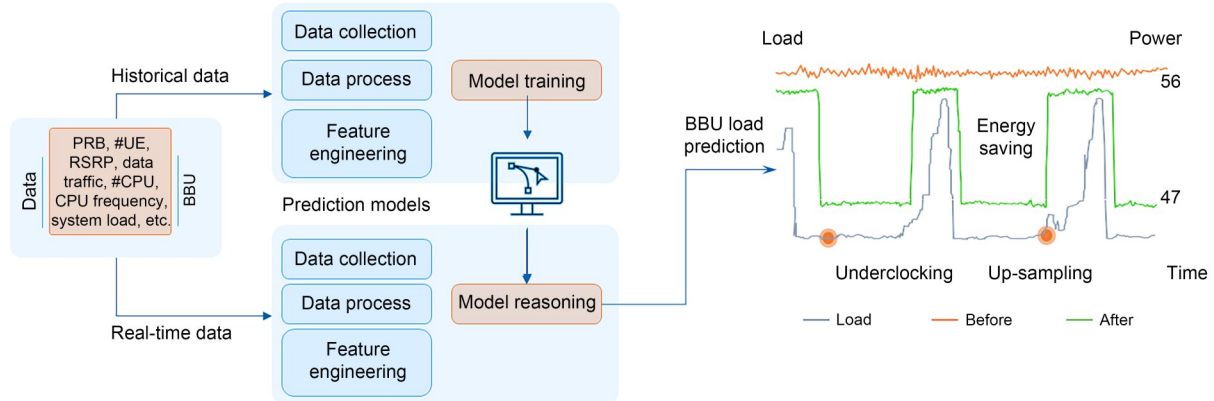 Data
PRB, #UE,
RSRP, data
traffic, #CPU,
CPU frequency,
system load, etc.
BBU
Historical data
Real-time data
Data collection
Data process
Feature
engineering
Model training
Prediction models
Data collection
Data process
Feature
engineering
Model reasoning
BBU load
prediction
Load
Power
56
Energy
saving
47
Underclocking
Up-sampling
Time
Load
Before
After